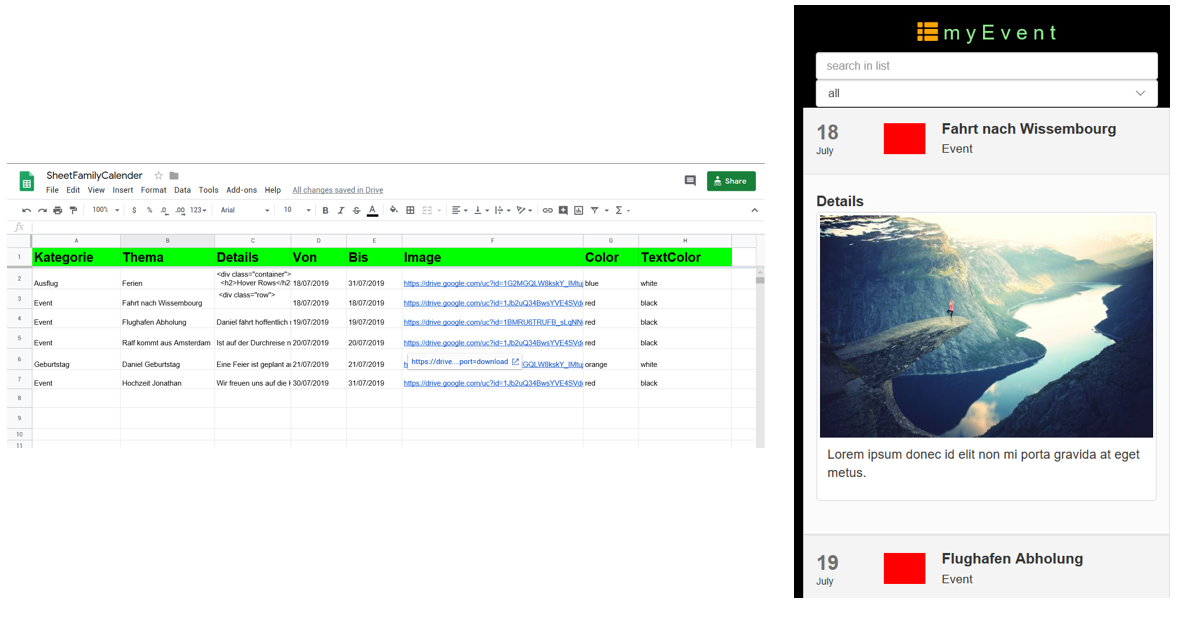 SheetFamilyCalender
File Edit View Insert Format Data Tools Add-ons Help All changes saved in Drive
Share
100% $ % .0 .00 123 Arial 10 B I S A
fx
A B C D E F G H
1 Kategorie Thema Details Von Bis Image Color TextColor
<div class="container">
2 Ausflug Ferien <h2>Hover Rows</h2 18/07/2019 31/07/2019 https://drive.google.com/uc?id=1G2MGQLW8kskY_IMtu blue white
3 Event Fahrt nach Wissembourg <div class="row"> 18/07/2019 18/07/2019 https://drive.google.com/uc?id=1Jb2uQ34BwsYVE4SVd red black
4 Event Flughafen Abholung Daniel fährt hoffentlich 19/07/2019 19/07/2019 https://drive.google.com/uc?id=1BMRU6TRUFB_sLqNN red black
5 Event Ralf kommt aus Amsterdam Ist auf der Durchreise n 20/07/2019 20/07/2019 https://drive.google.com/uc?id=1Jb2uQ34BwsYVE4SVd red black
https://drive....port=download
6 Geburtstag Daniel Geburtstag Eine Feier ist geplant a 21/07/2019 21/07/2019 GQLW8kskY_IMtu orange white
7 Event Hochzeit Jonathan Wir freuen uns auf die H 30/07/2019 31/07/2019 https://drive.google.com/uc?id=1Jb2uQ34BwsYVE4SVd red black
8
9
10
11
myEvent
search in list
all
18 Fahrt nach Wissembourg
July Event
Details
Lorem ipsum donec id elit non mi porta gravida at eget
metus.
19 Flughafen Abholung
July Event